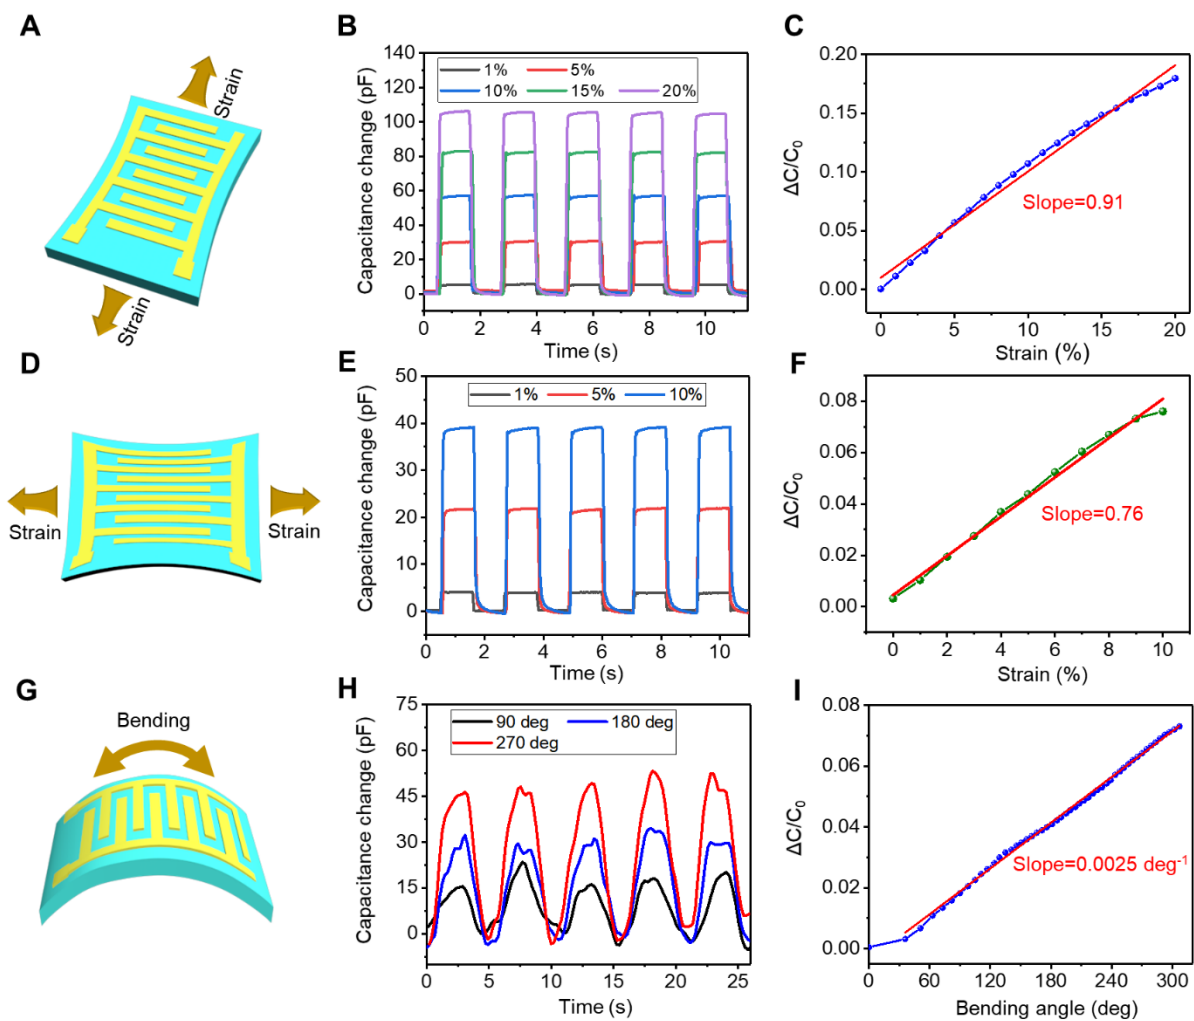 A
Strain
Strain
B
Capacitance change (pF)
140
120
100
80
60
40
20
0
1% 5%
10% 15% 20%
0 2 4 6 8 10
Time (s)
C
ΔC/C₀
0.20
0.15
0.10
0.05
0.00
Slope=0.91
0 5 10 15 20
Strain (%)
D
Strain Strain
E
Capacitance change (pF)
50
40
30
20
10
0
1% 5% 10%
0 2 4 6 8 10
Time (s)
F
ΔC/C₀
0.08
0.06
0.04
0.02
0.00
Slope=0.76
0 2 4 6 8 10
Strain (%)
G
Bending
H
Capacitance change (pF)
75
60
45
30
15
0
90 deg 180 deg
270 deg
0 5 10 15 20 25
Time (s)
I
ΔC/C₀
0.08
0.06
0.04
0.02
0.00
Slope=0.0025 deg⁻¹
0 60 120 180 240 300
Bending angle (deg)